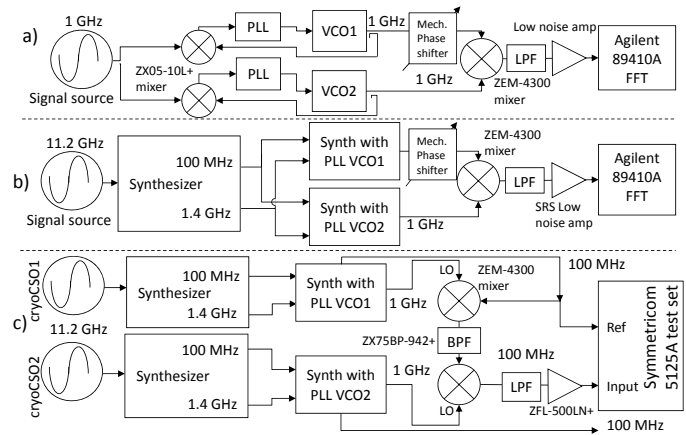 a)
1 GHz
Signal source
ZX05-10L+
mixer
PLL
VCO1
1 GHz
PLL
VCO2
Mech.
Phase
shifter
1 GHz
ZEM-4300
mixer
LPF
Low noise amp
Agilent
89410A
FFT
b)
11.2 GHz
Signal source
100 MHz
Synthesizer
1.4 GHz
Synth with
PLL VCO1
Synth with
PLL VCO2
Mech.
Phase
shifter
1 GHz
ZEM-4300
mixer
LPF
SRS Low
noise amp
Agilent
89410A
FFT
c)
cryoCSO1
11.2 GHz
cryoCSO2
100 MHz
Synthesizer
1.4 GHz
100 MHz
Synthesizer
1.4 GHz
Synth with
PLL VCO1
1 GHz
Synth with
PLL VCO2
1 GHz
LO
ZEM-4300
mixer
100 MHz
ZX75BP-942+
BPF
100 MHz
LO
LPF
ZFL-500LN+
100 MHz
Ref
Input
Symmetricom
5125A test set